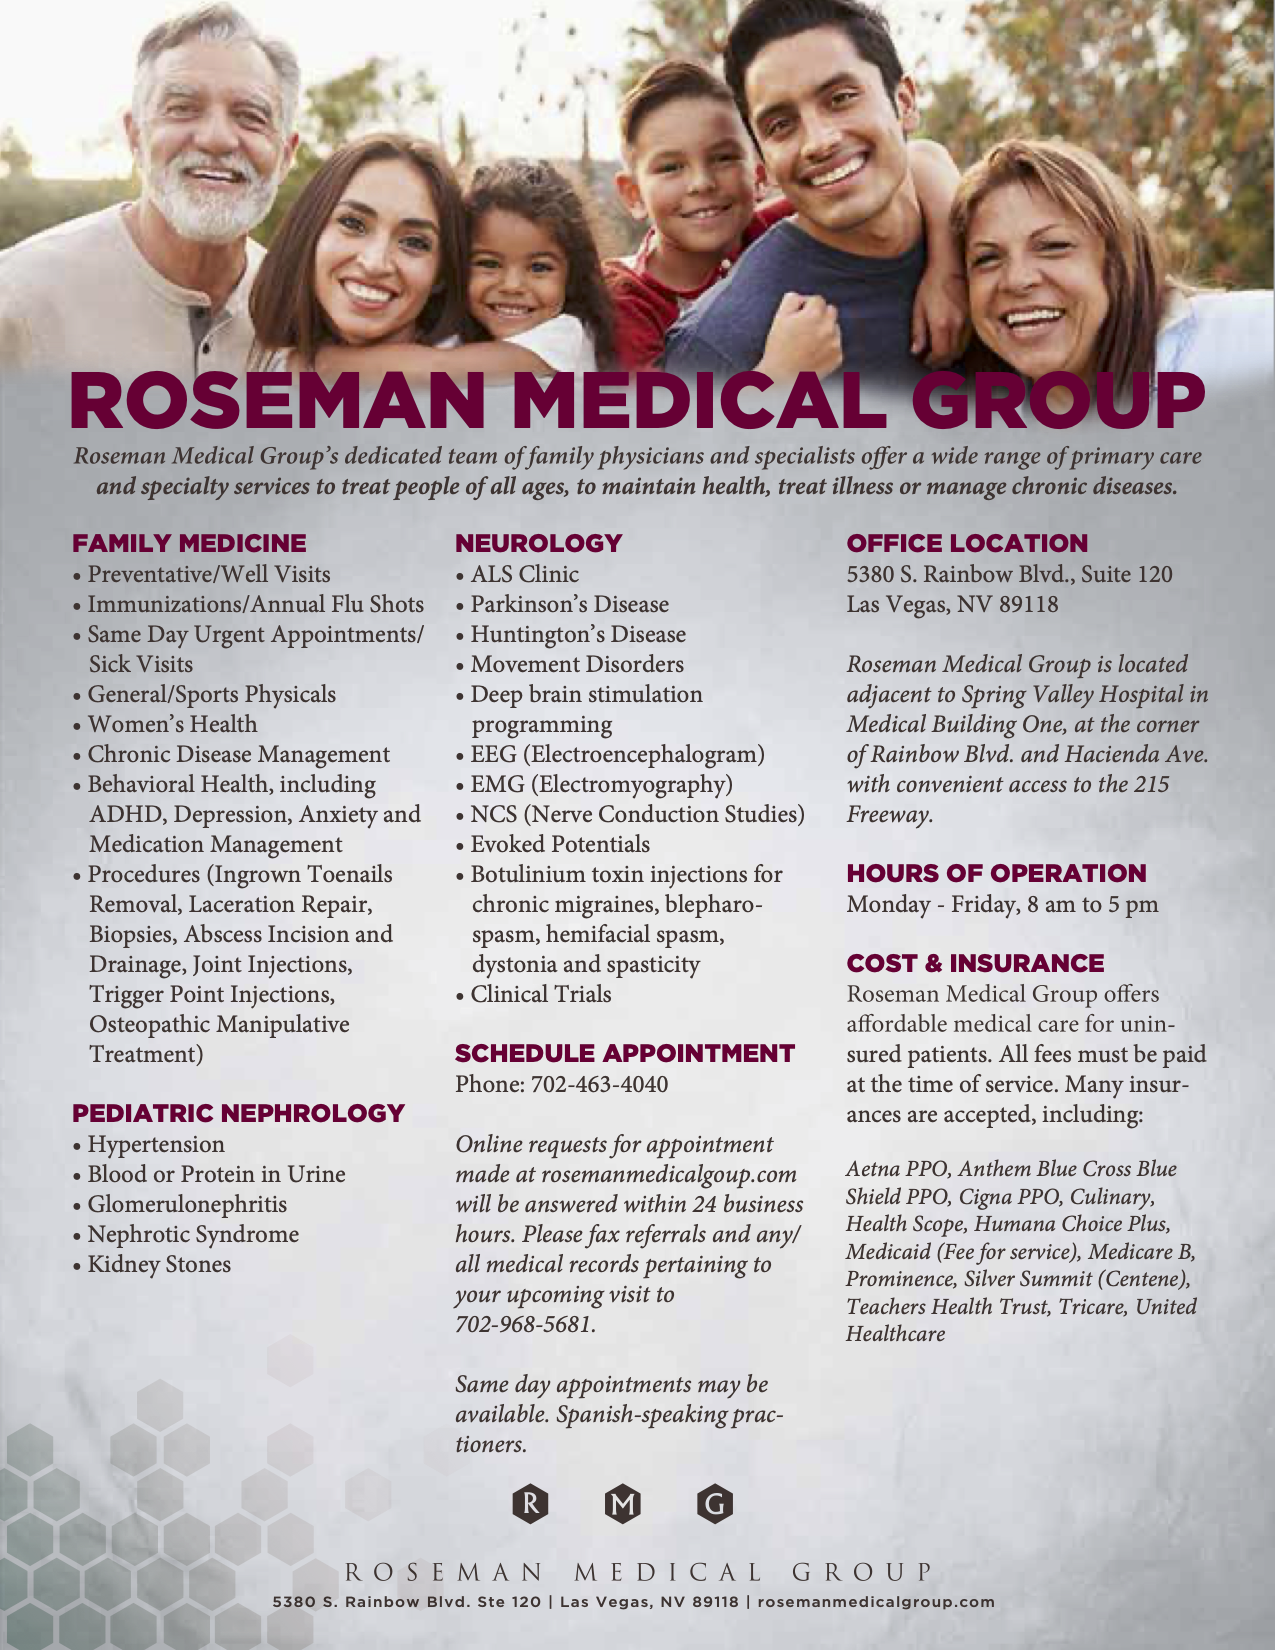 ROSEMAN MEDICAL GROUP
Roseman Medical Group’s dedicated team of family physicians and specialists offer a wide range of primary care
and specialty services to treat people of all ages, to maintain health, treat illness or manage chronic diseases.
FAMILY MEDICINE
• Preventative/Well Visits
• Immunizations/Annual Flu Shots
• Same Day Urgent Appointments/
Sick Visits
• General/Sports Physicals
• Women’s Health
• Chronic Disease Management
• Behavioral Health, including
ADHD, Depression, Anxiety and
Medication Management
• Procedures (Ingrown Toenails
Removal, Laceration Repair,
Biopsies, Abscess Incision and
Drainage, Joint Injections,
Trigger Point Injections,
Osteopathic Manipulative
Treatment)
PEDIATRIC NEPHROLOGY
• Hypertension
• Blood or Protein in Urine
• Glomerulonephritis
• Nephrotic Syndrome
• Kidney Stones
NEUROLOGY
• ALS Clinic
• Parkinson’s Disease
• Huntington’s Disease
• Movement Disorders
• Deep brain stimulation
programming
• EEG (Electroencephalogram)
• EMG (Electromyography)
• NCS (Nerve Conduction Studies)
• Evoked Potentials
• Botulinium toxin injections for
chronic migraines, blepharo-
spasm, hemifacial spasm,
dystonia and spasticity
• Clinical Trials
SCHEDULE APPOINTMENT
Phone: 702-463-4040
Online requests for appointment
made at rosemanmedicalgoup.com
will be answered within 24 business
hours. Please fax referrals and any/
all medical records pertaining to
your upcoming visit to
702-968-5681.
Same day appointments may be
available. Spanish-speaking prac-
tioners.
OFFICE LOCATION
5380 S. Rainbow Blvd., Suite 120
Las Vegas, NV 89118
Roseman Medical Group is located
adjacent to Spring Valley Hospital in
Medical Building One, at the corner
of Rainbow Blvd. and Hacienda Ave.
with convenient access to the 215
Freeway.
HOURS OF OPERATION
Monday - Friday, 8 am to 5 pm
COST & INSURANCE
Roseman Medical Group offers
affordable medical care for unin-
sured patients. All fees must be paid
at the time of service. Many insur-
ances are accepted, including:
Aetna PPO, Anthem Blue Cross Blue
Shield PPO, Cigna PPO, Culinary,
Health Scope, Humana Choice Plus,
Medicaid (Fee for service), Medicare B,
Prominence, Silver Summit (Centene),
Teachers Health Trust, Tricare, United
Healthcare
R M G
ROSEMAN MEDICAL GROUP
5380 S. Rainbow Blvd. Ste 120 | Las Vegas, NV 89118 | rosemanmedicalgroup.com